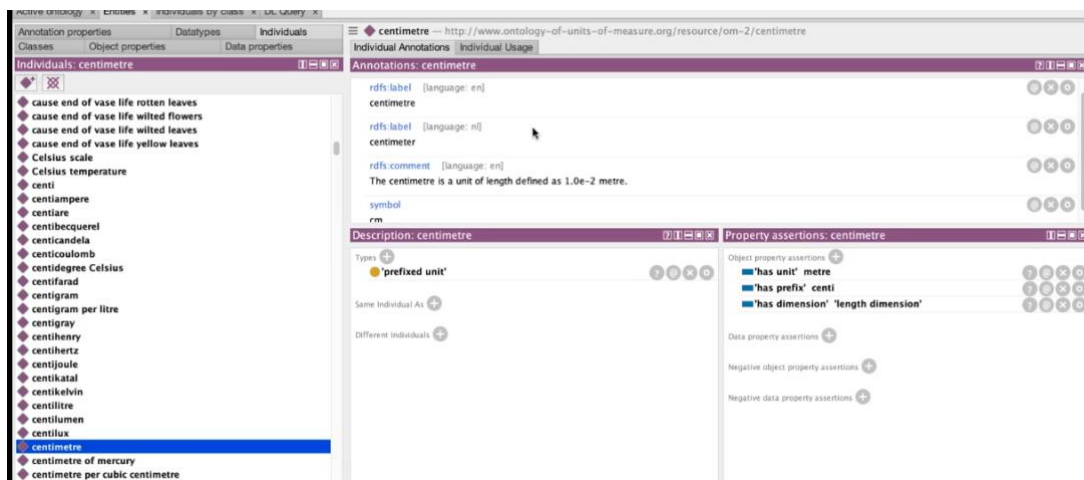 Active ontology × Entities × Individuals by class × DL Query ×
Annotation properties Datatypes Individuals
Classes Object properties Data properties
Individuals: centimetre
cause end of vase life rotten leaves
cause end of vase life wilted flowers
cause end of vase life wilted leaves
cause end of vase life yellow leaves
Celsius scale
Celsius temperature
centi
centiampere
centiare
centibecquerel
centicandela
centicoulomb
centidegree Celsius
centifarad
centigram
centigram per litre
centigray
centihenry
centihertz
centijoule
centikatal
centikelvin
centilitre
centilumen
centilux
centimetre
centimetre of mercury
centimetre per cubic centimetre
centimetre — http://www.ontology-of-units-of-measure.org/resource/om-2/centimetre
Individual Annotations Individual Usage
Annotations: centimetre
rdfs:label [language: en]
centimetre
rdfs:label [language: nl]
centimeter
rdfs:comment [language: en]
The centimetre is a unit of length defined as 1.0e-2 metre.
symbol
cm
Description: centimetre
Types
'prefixed unit'
Same Individual As
Different Individuals
Property assertions: centimetre
Object property assertions
'has unit' metre
'has prefix' centi
'has dimension' 'length dimension'
Data property assertions
Negative object property assertions
Negative data property assertions